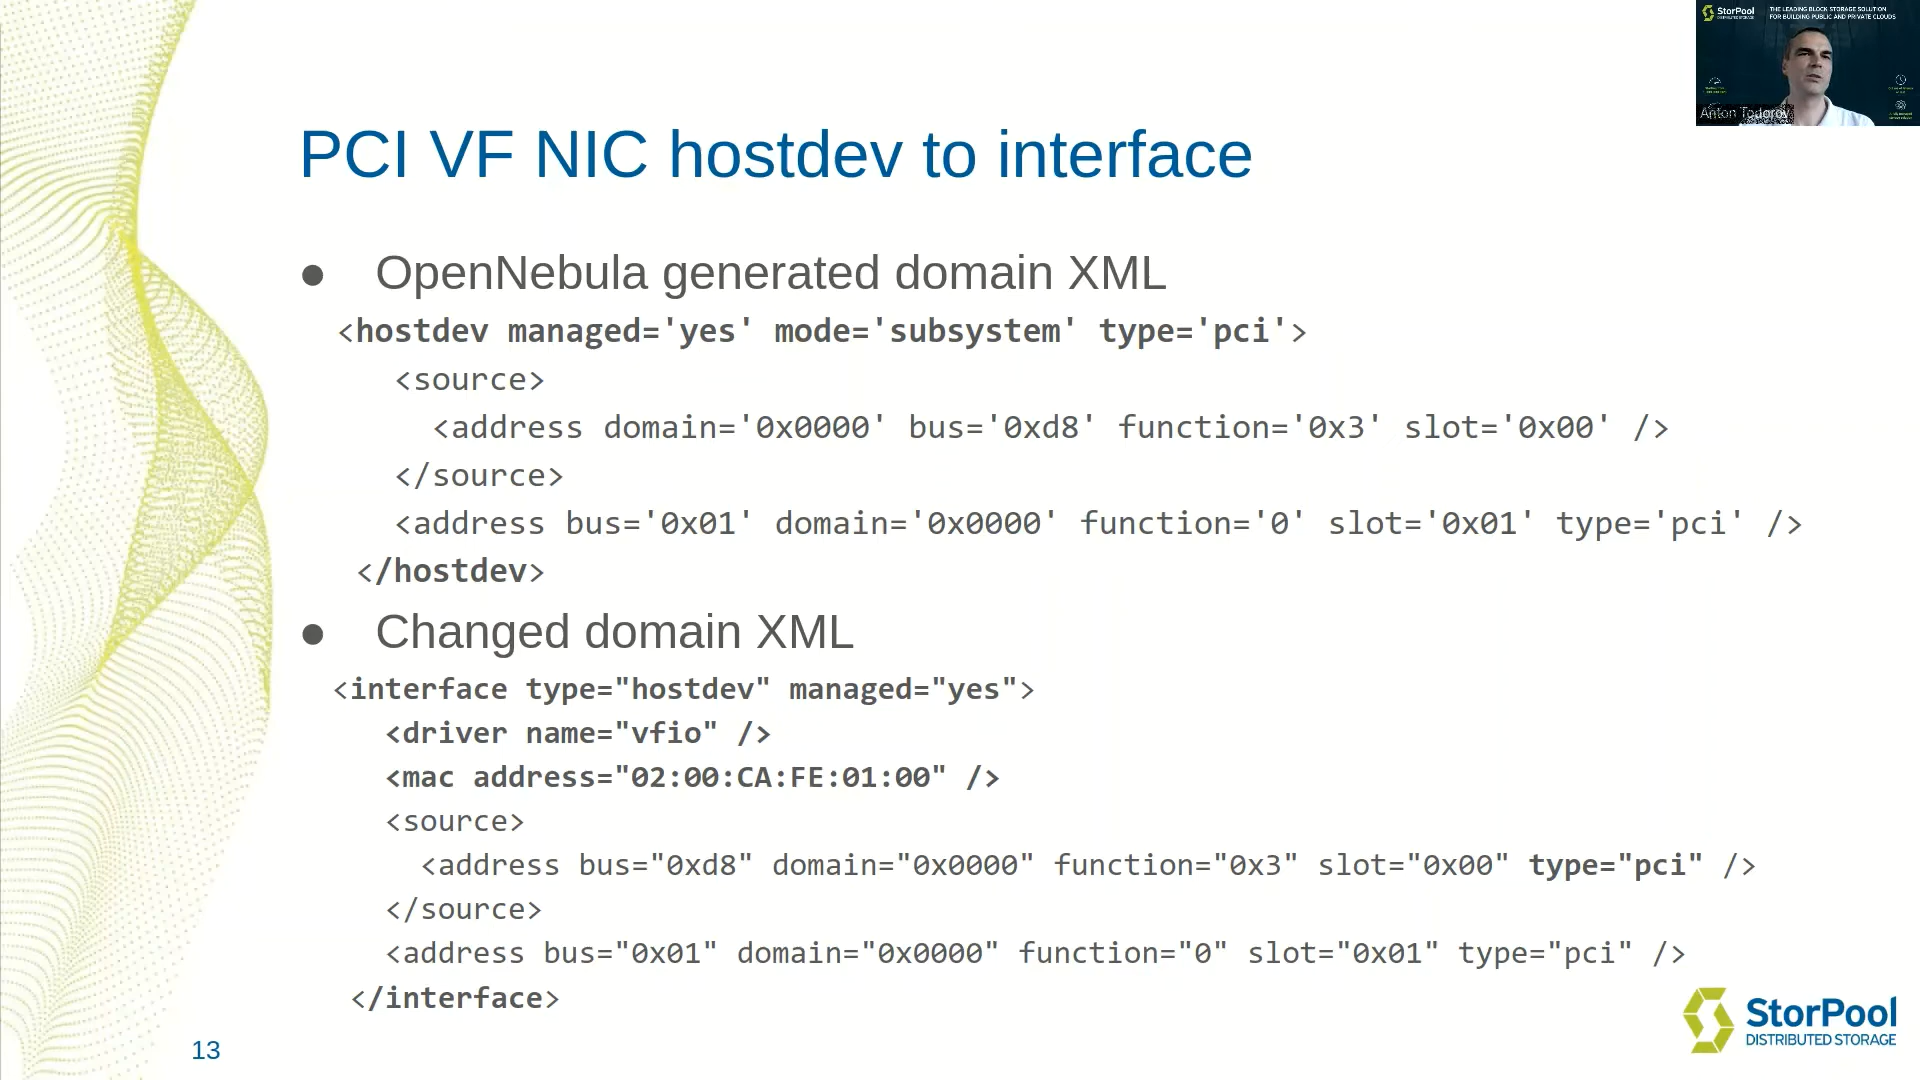 StorPool
THE LEADING BLOCK STORAGE SOLUTION
FOR BUILDING PUBLIC AND PRIVATE CLOUDS
Anton Todorov
PCI VF NIC hostdev to interface
● OpenNebula generated domain XML
<hostdev managed='yes' mode='subsystem' type='pci'>
<source>
<address domain='0x0000' bus='0xd8' function='0x3' slot='0x00' />
</source>
<address bus='0x01' domain='0x0000' function='0' slot='0x01' type='pci' />
</hostdev>
● Changed domain XML
<interface type="hostdev" managed="yes">
<driver name="vfio" />
<mac address="02:00:CA:FE:01:00" />
<source>
<address bus="0xd8" domain="0x0000" function="0x3" slot="0x00" type="pci" />
</source>
<address bus="0x01" domain="0x0000" function="0" slot="0x01" type="pci" />
</interface>
StorPool
DISTRIBUTED STORAGE
13